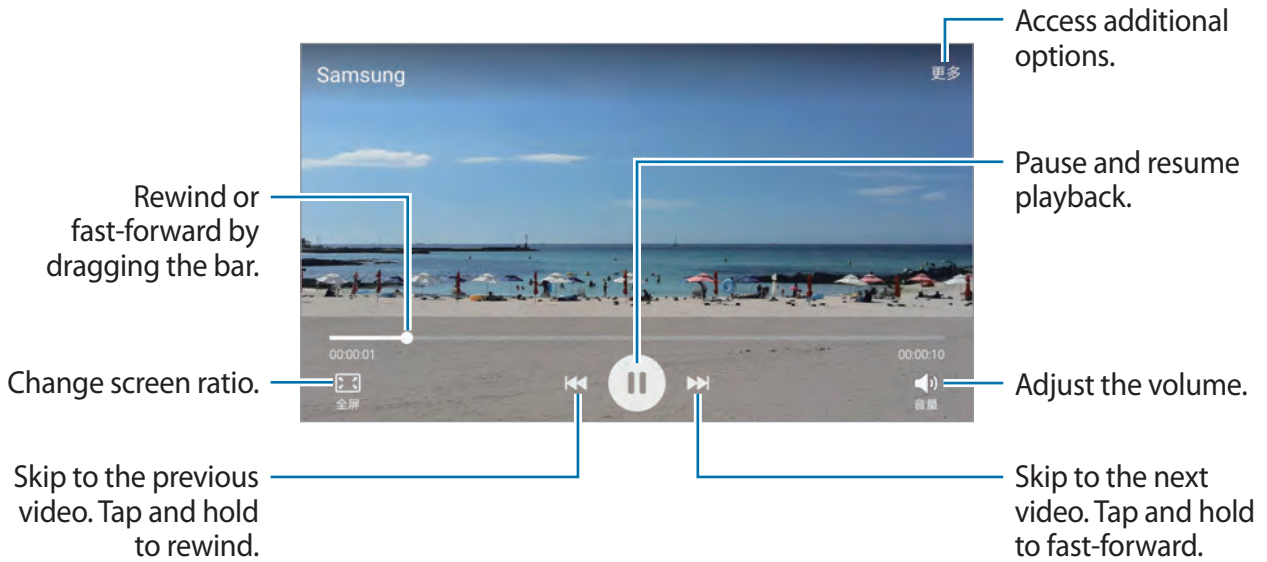 Access additional
options.
Samsung
更多
Pause and resume
playback.
Rewind or
fast-forward by
dragging the bar.
00:00:01
00:00:10
Change screen ratio.
全屏
音量
Adjust the volume.
Skip to the previous
video. Tap and hold
to rewind.
Skip to the next
video. Tap and hold
to fast-forward.